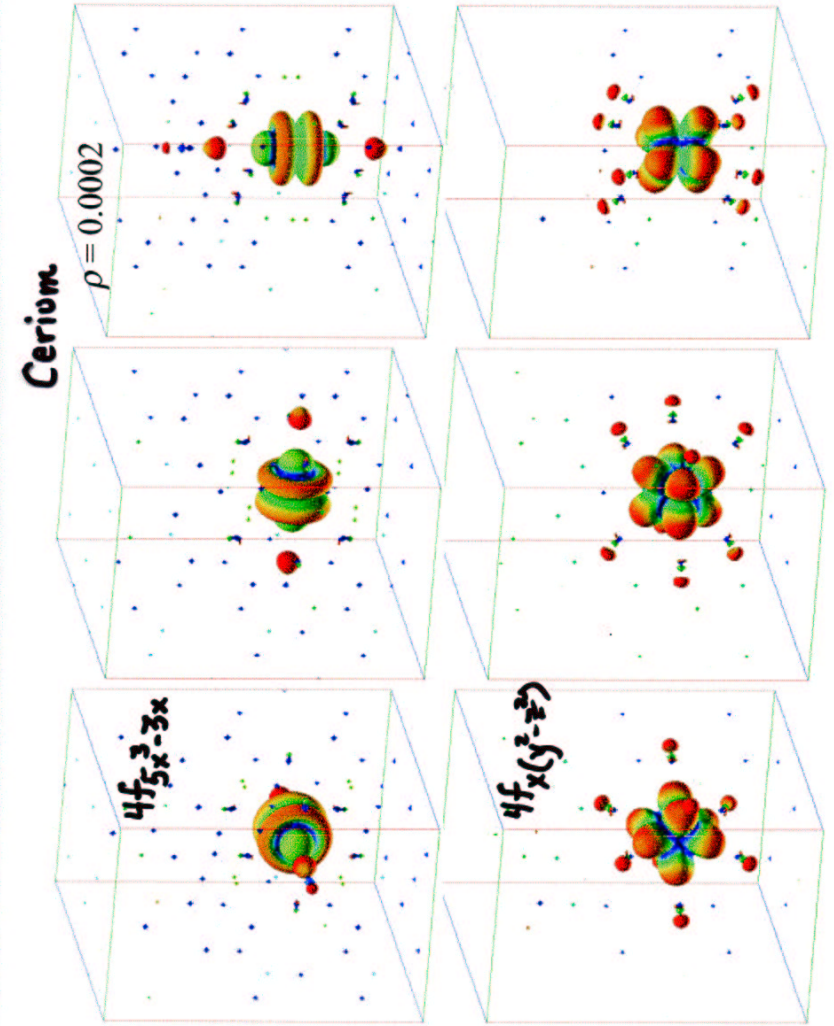 Cerium
ρ = 0.0002
4f5x³-3x
4fx(y²-z²)